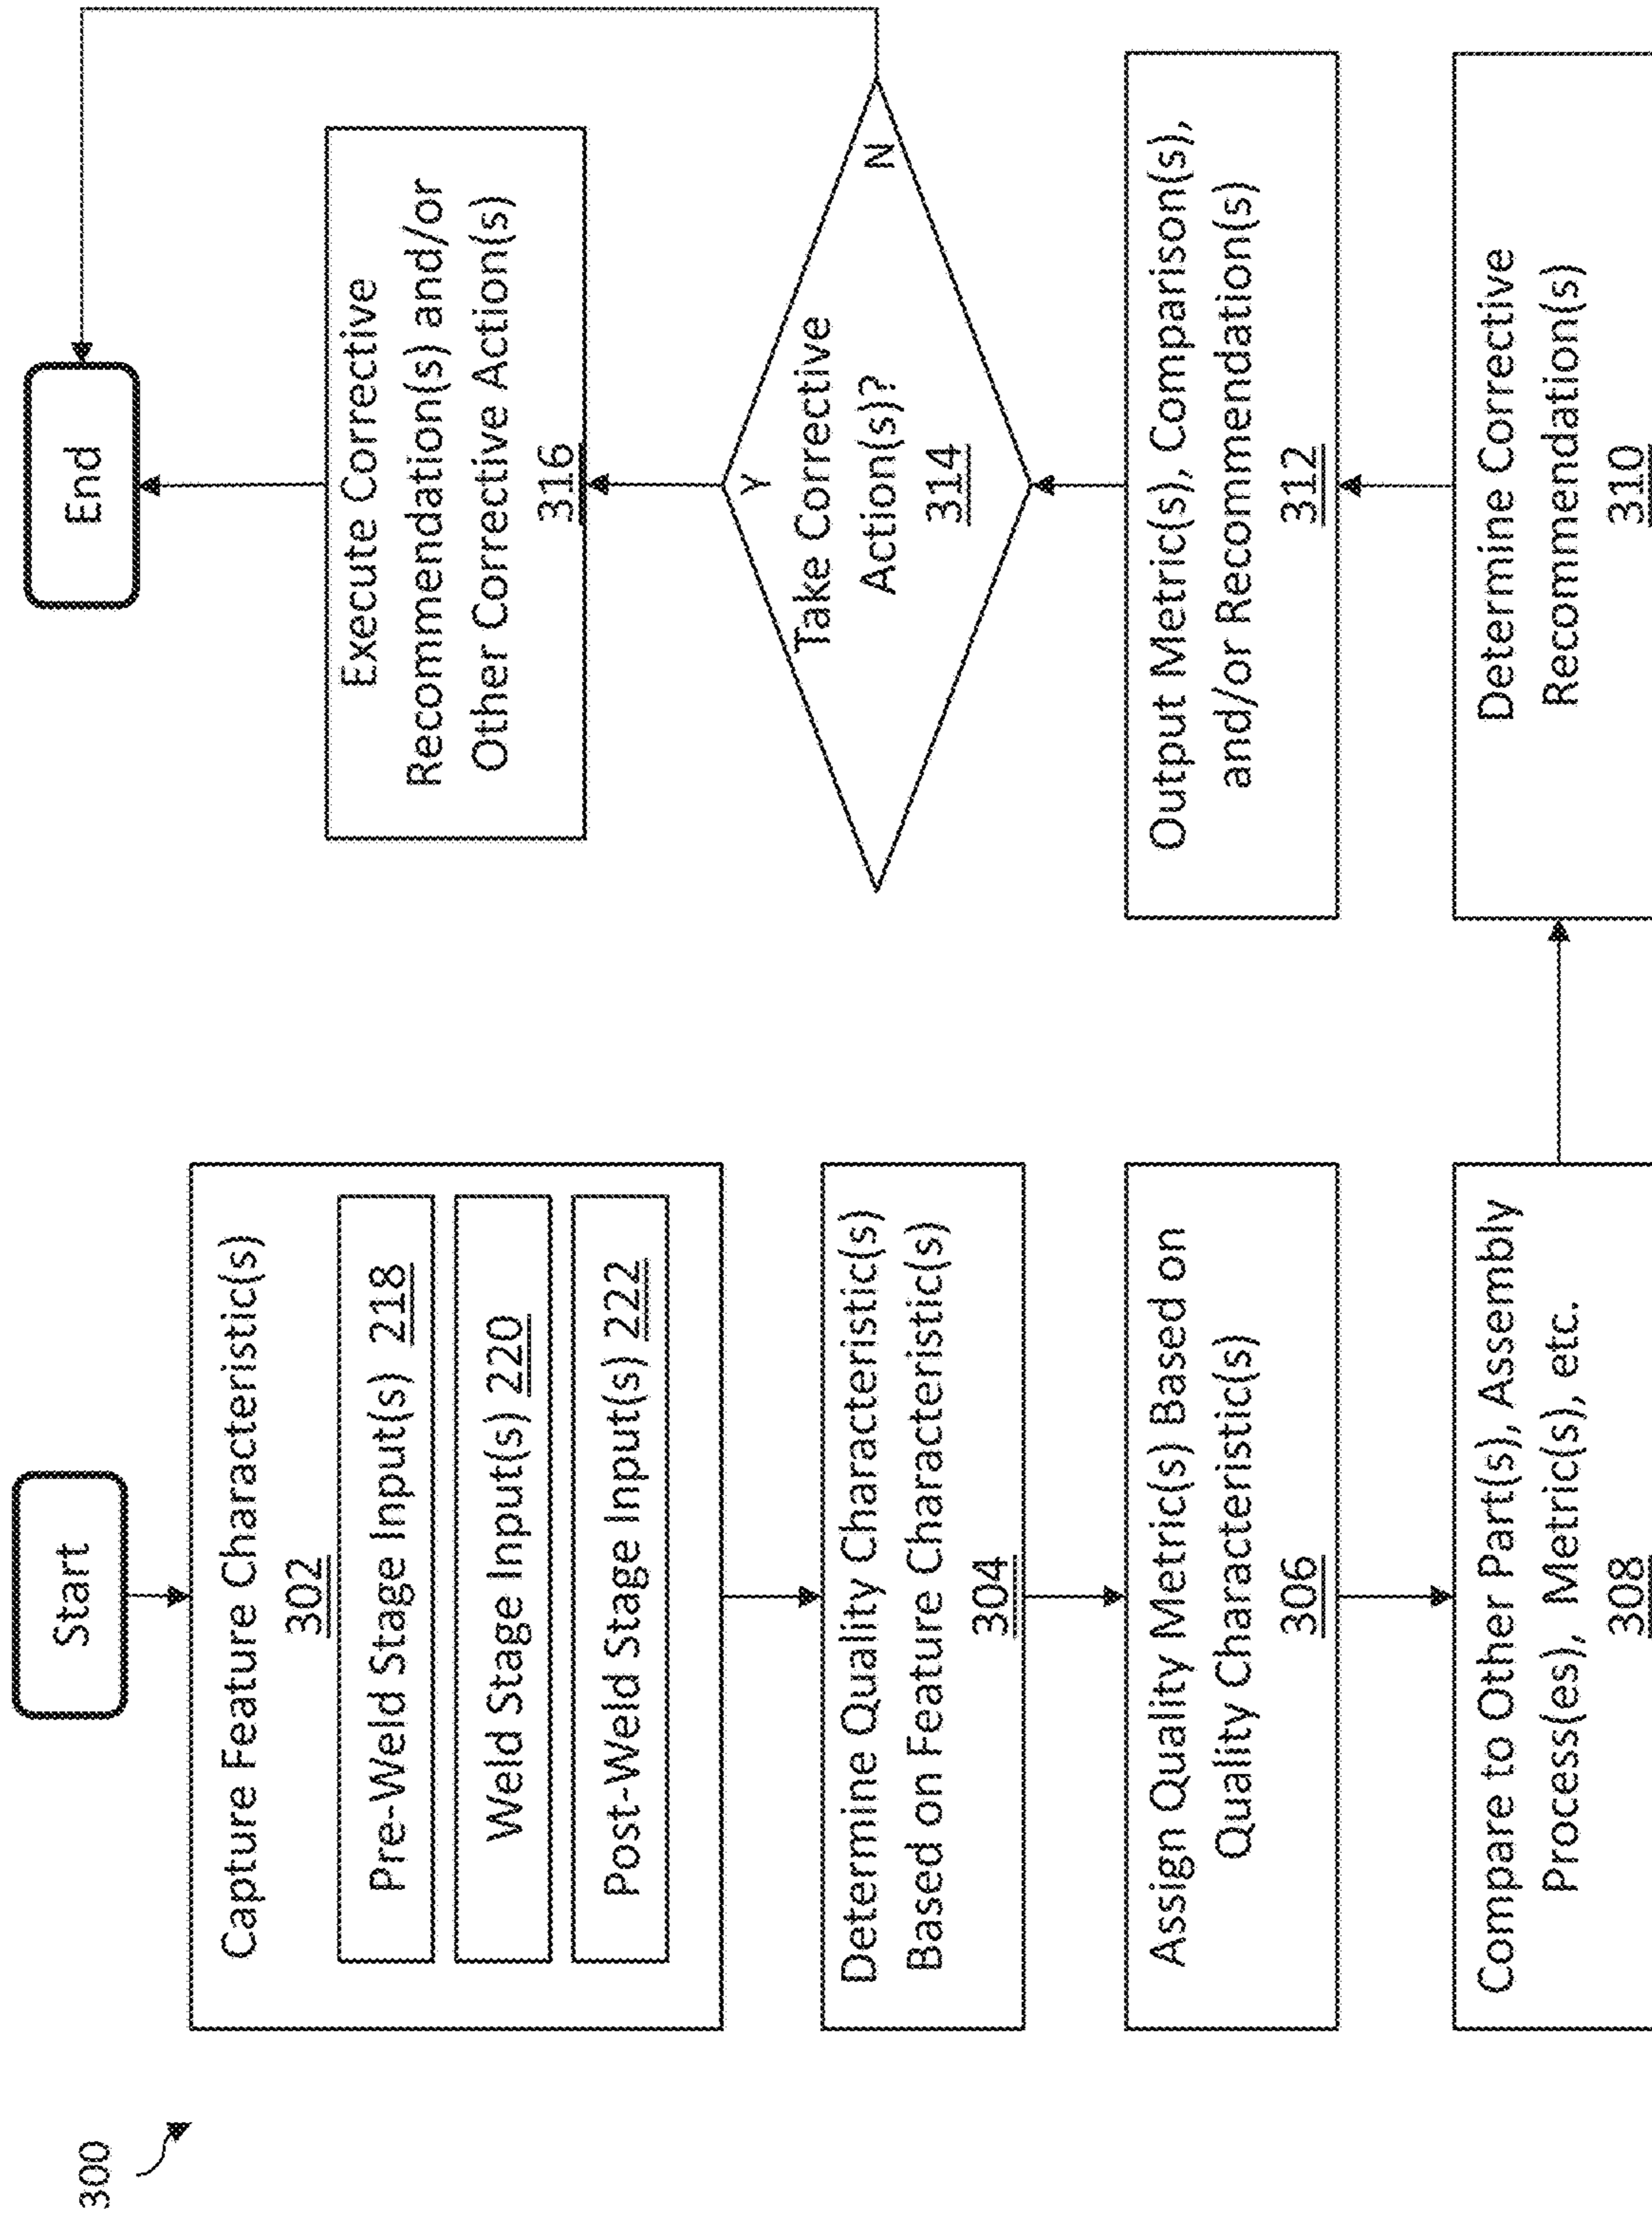 300
Start
Capture Feature Characteristic(s)
302
Pre-Weld Stage Input(s) 218
Weld Stage Input(s) 220
Post-Weld Stage Input(s) 222
Determine Quality Characteristic(s)
Based on Feature Characteristic(s)
304
Assign Quality Metric(s) Based on
Quality Characteristic(s)
306
Compare to Other Part(s), Assembly
Process(es), Metric(s), etc.
308
End
Execute Corrective
Recommendation(s) and/or
Other Corrective Action(s)
316
Y
Take Corrective
Action(s)?
N
314
Output Metric(s), Comparison(s),
and/or Recommendation(s)
312
Determine Corrective
Recommendation(s)
310